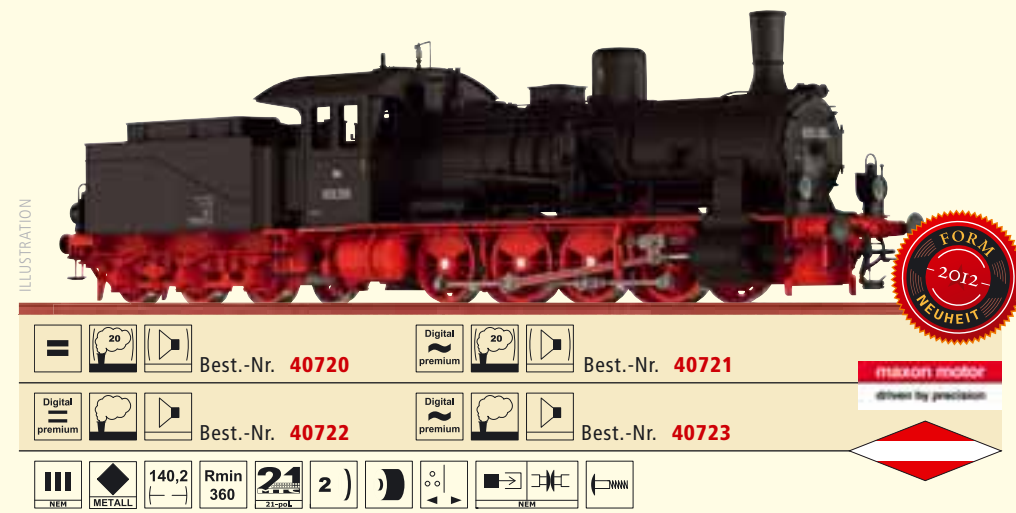 ILLUSTRATION
FORM
2012
NEUHEIT
20
Best.-Nr. 40720
Digital
premium
20
Best.-Nr. 40721
maxon motor
driven by precision
Digital
premium
Best.-Nr. 40722
Digital
premium
Best.-Nr. 40723
NEM
METALL
140,2
Rmin
360
21
21-pol.
2
NEM